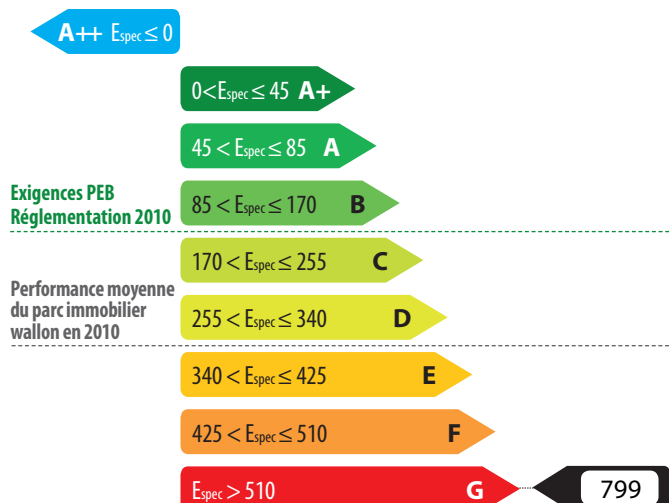 A++ Espec ≤ 0
0<Espec ≤ 45 A+
45 < Espec ≤ 85 A
Exigences PEB
Réglementation 2010
85 < Espec ≤ 170 B
170 < Espec ≤ 255 C
Performance moyenne
du parc immobilier
wallon en 2010
255 < Espec ≤ 340 D
340 < Espec ≤ 425 E
425 < Espec ≤ 510 F
Espec > 510 G
799